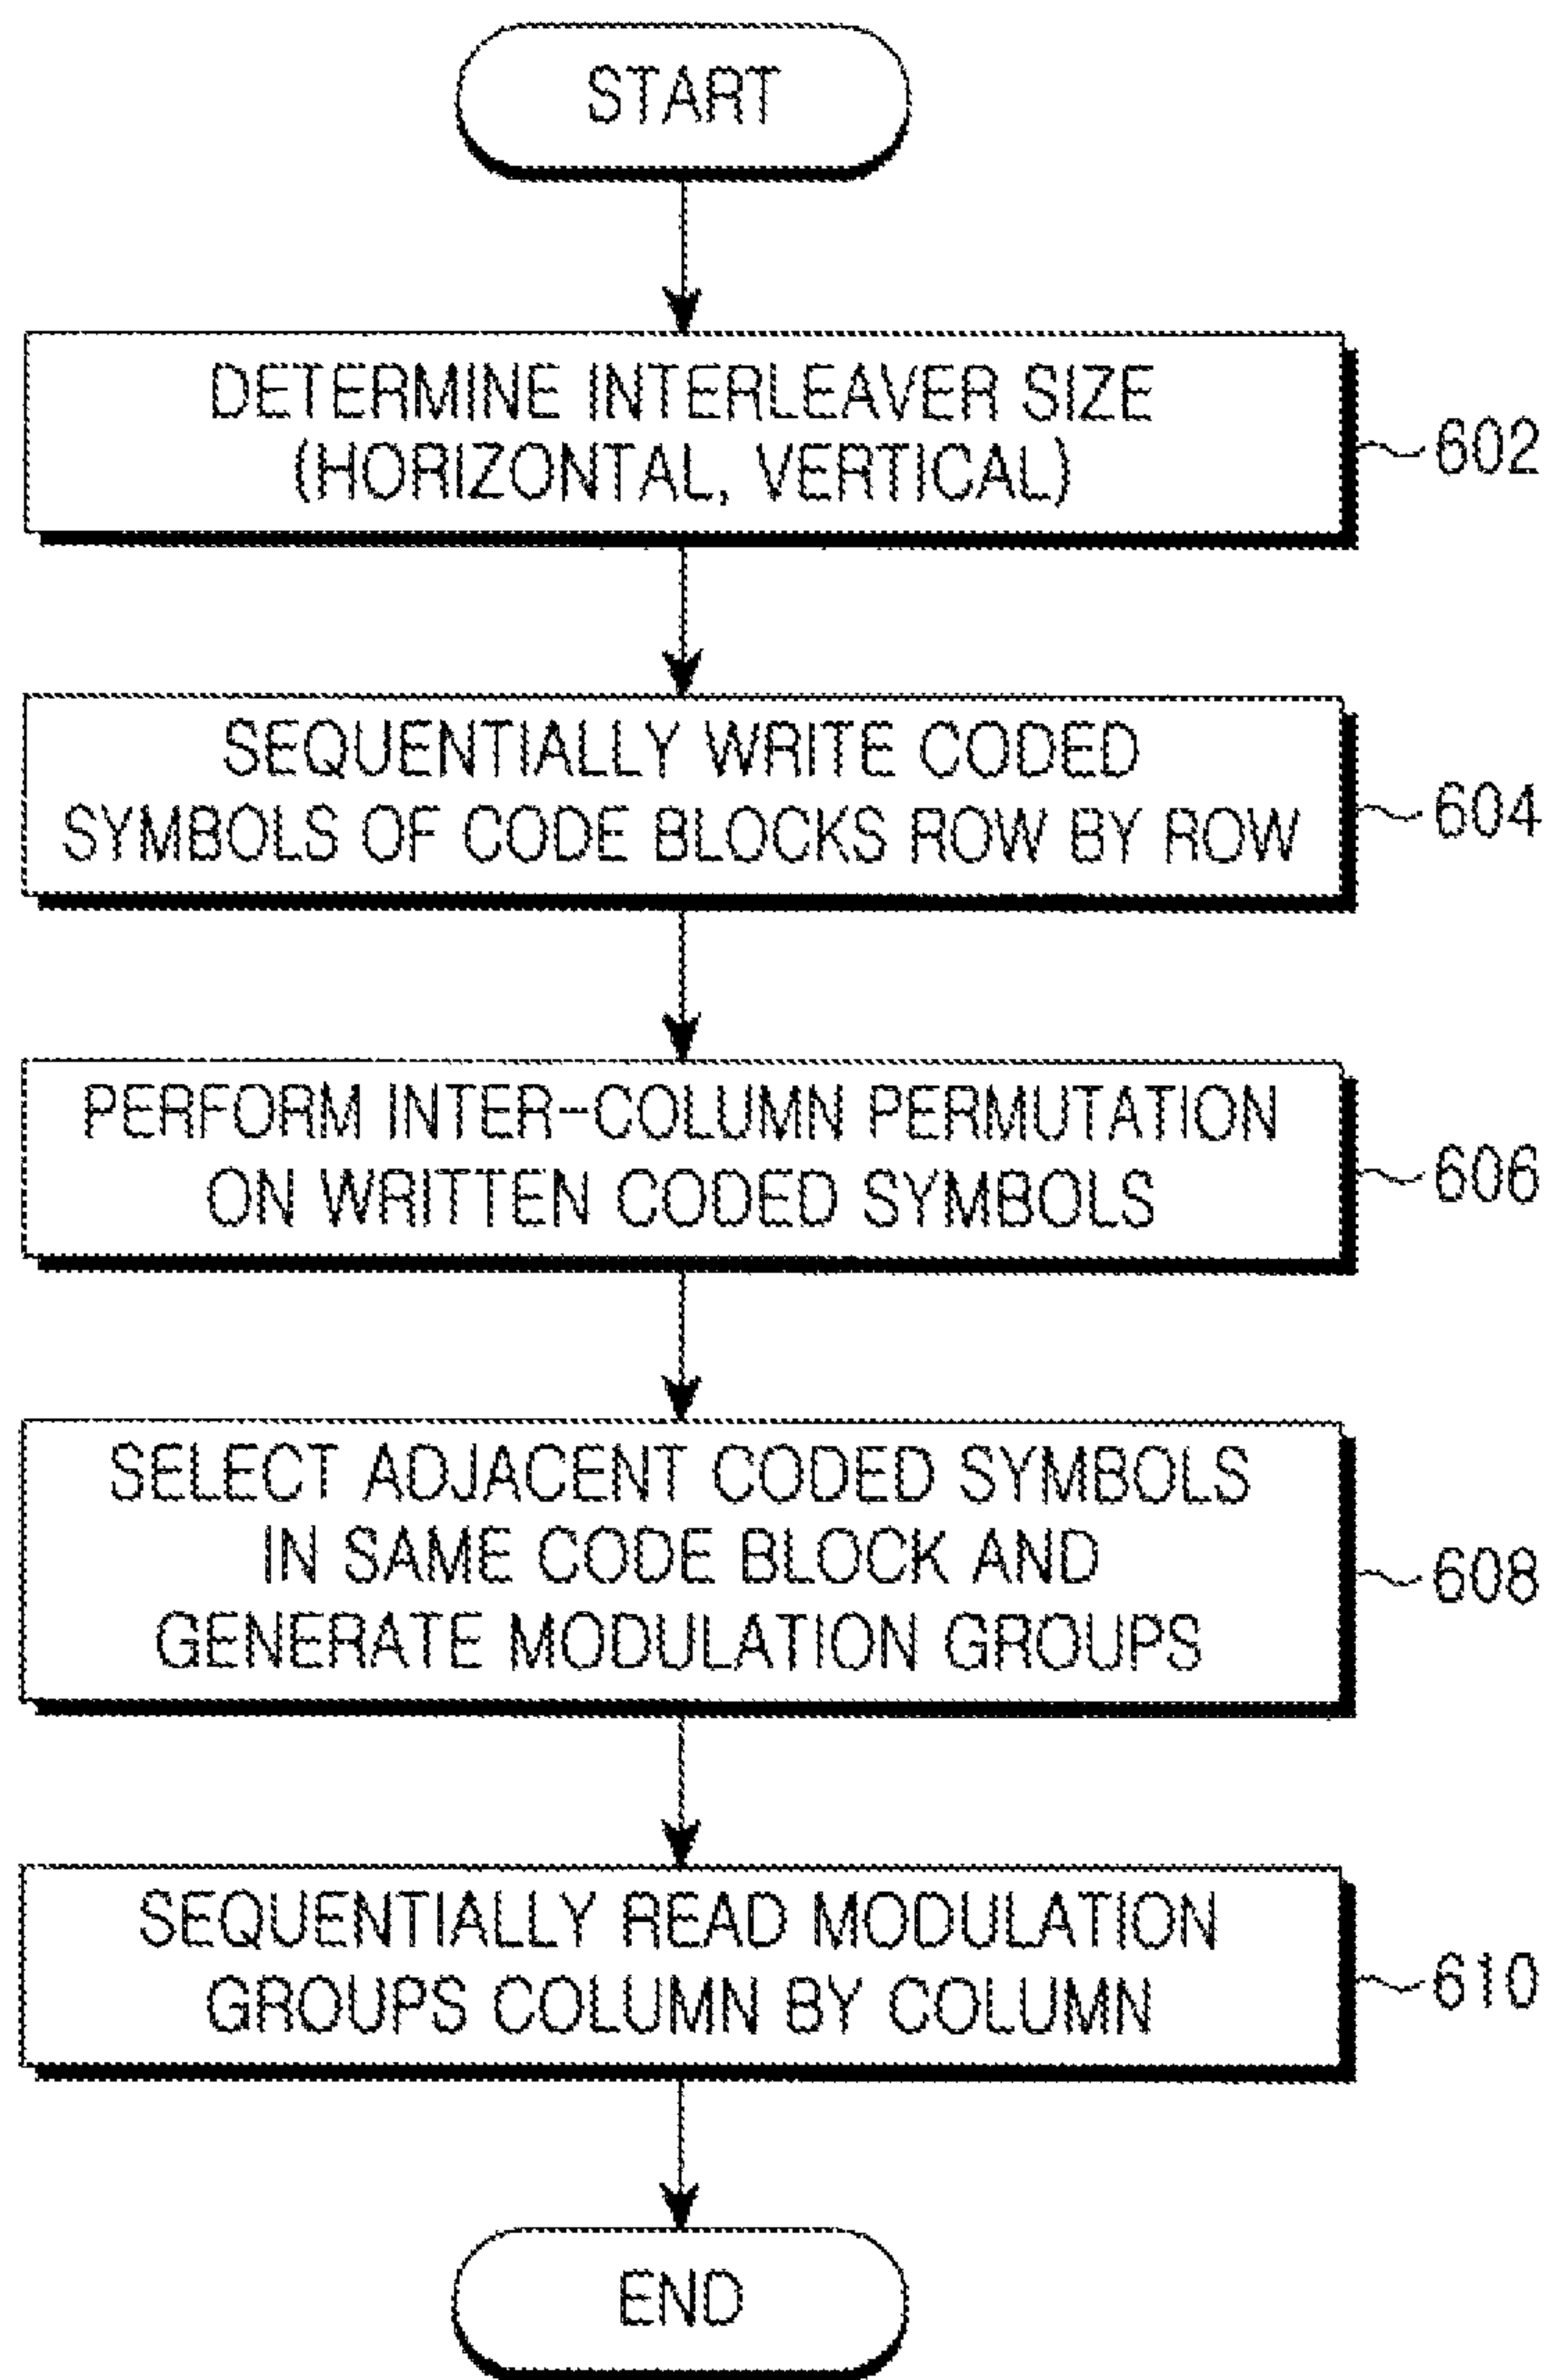 START
DETERMINE INTERLEAVER SIZE
(HORIZONTAL, VERTICAL)
602
SEQUENTIALLY WRITE CODED
SYMBOLS OF CODE BLOCKS ROW BY ROW
604
PERFORM INTER-COLUMN PERMUTATION
ON WRITTEN CODED SYMBOLS
606
SELECT ADJACENT CODED SYMBOLS
IN SAME CODE BLOCK AND
GENERATE MODULATION GROUPS
608
SEQUENTIALLY READ MODULATION
GROUPS COLUMN BY COLUMN
610
END